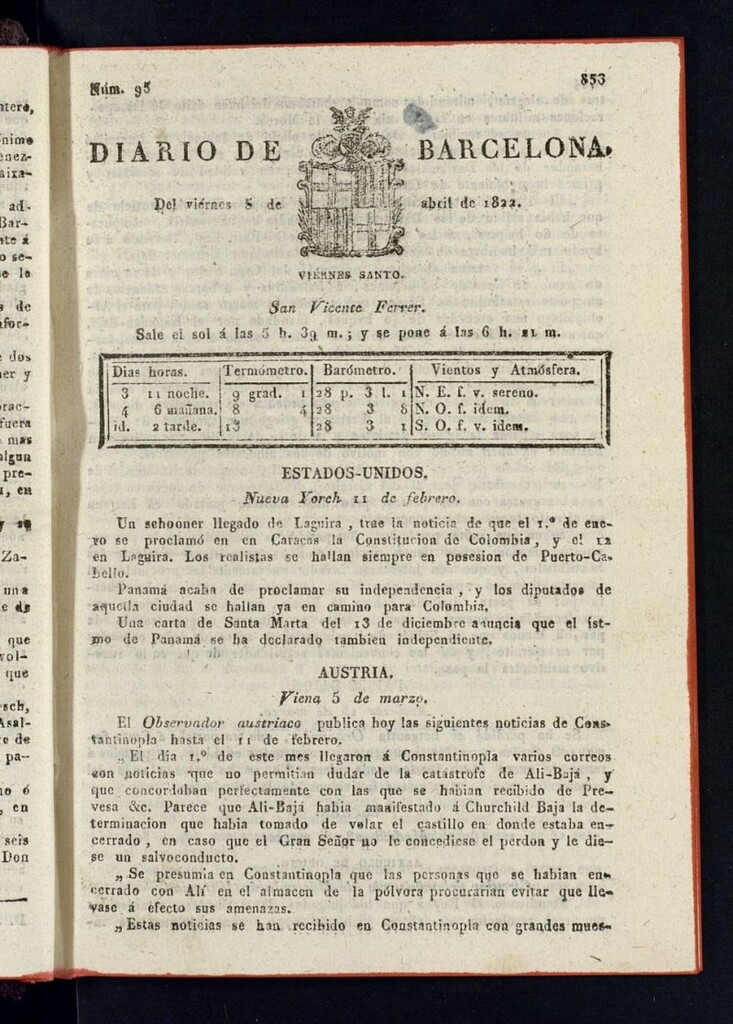 Núm. 95
853
DIARIO DE BARCELONA.
Del viérnes 5 de abril de 1822.
VIERNES SANTO.
San Vicente Ferrer.
Sale el sol á las 5 h. 39 m.; y se pone á las 6 h. 21 m.
Dias horas. Termómetro. Barómetro. Vientos y Atmósfera.
3 11 noche. 9 grad. 1 28 p. 3 l. 1 N. E. f. v. sereno.
4 6 mañana. 8 4 28 3 8 N. O. f. idem.
id. 2 tarde. 13 28 3 1 S. O. f. v. idem.
ESTADOS-UNIDOS.
Nueva Yorck 11 de febrero.
Un schooner llegado de Laguira, trae la noticia de que el 1.º de ene-
ro se proclamó en en Caracas la Constitucion de Colombia, y el 12
en Laguira. Los realistas se hallan siempre en posesion de Puerto-Ca-
bello.
Panamá acaba de proclamar su independencia, y los diputados de
aquella ciudad se hallan ya en camino para Colombia.
Una carta de Santa Marta del 13 de diciembre anuncia que el íst-
mo de Panamá se ha declarado tambien independiente.
AUSTRIA.
Viena 5 de marzo.
El Observador austriaco publica hoy las siguientes noticias de Cons-
tantinopla hasta el 11 de febrero.
„El dia 1.º de este mes llegaron á Constantinopla varios correos
con noticias que no permitian dudar de la catástrofe de Ali-Bajá, y
que concordaban perfectamente con las que se habian recibido de Pre-
vesa &c. Parece que Ali-Bajá habia manifestado á Churchild Baja la de-
terminacion que habia tomado de volar el castillo en donde estaba en-
cerrado, en caso que el Gran Señor no le concediese el perdon y le die-
se un salvoconducto.
„Se presumia en Constantinopla que las personas que se habian en-
cerrado con Alí en el almacen de la pólvora procurarian evitar que lle-
vase á efecto sus amenazas.
„Estas noticias se han recibido en Constantinopla con grandes mues-